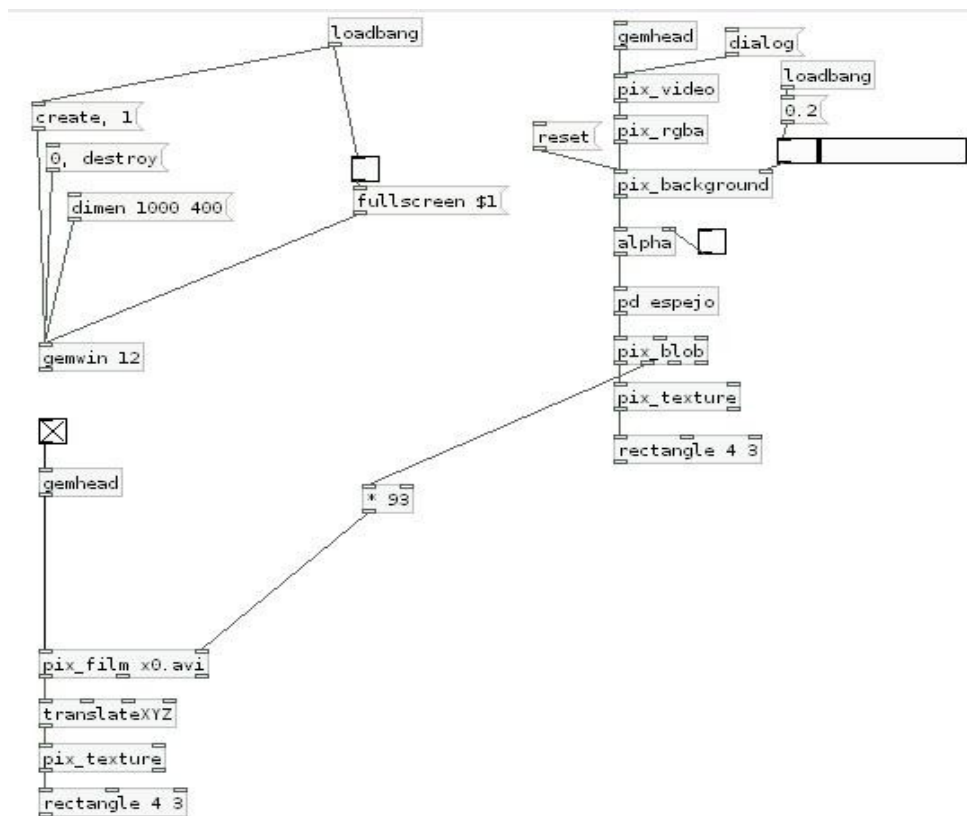 loadbang
create, 1
0, destroy
dimen 1000 400
fullscreen $1
gemwin 12
gemhead
dialog
pix_video
loadbang
0.2
pix_rgba
reset
pix_background
alpha
pd espejo
pix_blob
pix_texture
rectangle 4 3
gemhead
* 93
pix_film x0.avi
translateXYZ
pix_texture
rectangle 4 3